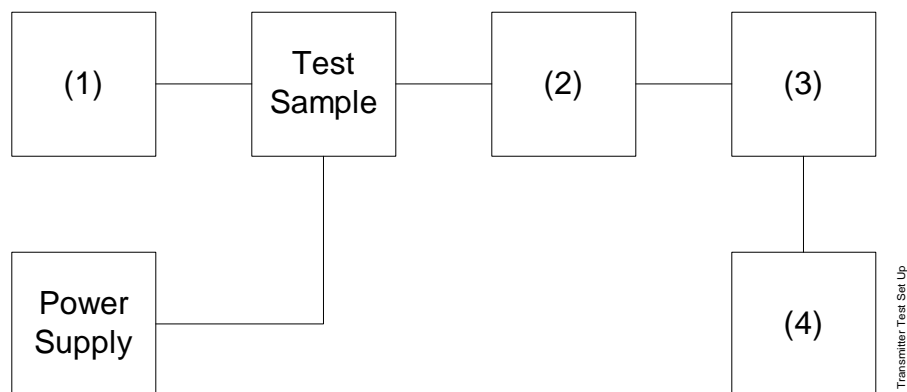 (1)
Test
Sample
(2)
(3)
Power
Supply
(4)
Transmitter Test Set Up